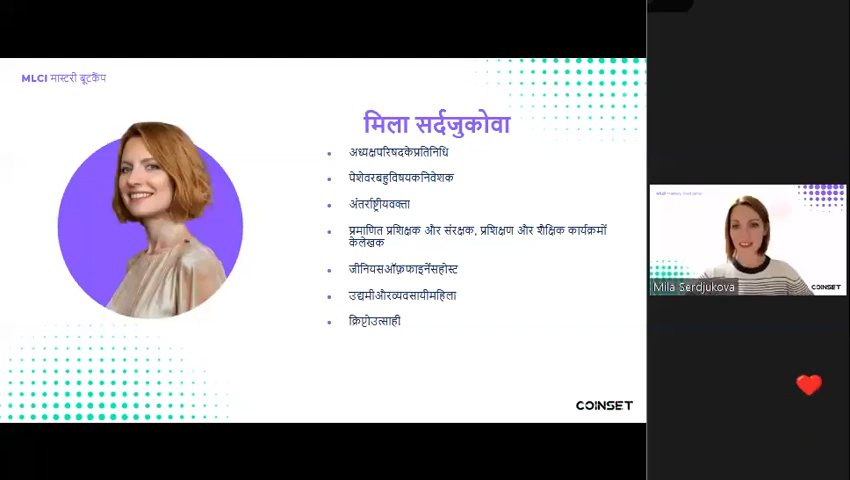 MLCI मास्टरी बूटकैंप
मिला सर्दजुकोवा
अध्यक्षपरिषदकेप्रतिनिधि
पेशेवरबहुविषयकनिवेशक
अंतर्राष्ट्रीयवक्ता
प्रमाणित प्रशिक्षक और संरक्षक, प्रशिक्षण और शैक्षिक कार्यक्रमों
केलेखक
जीनियसऑफ़फाइनेंसहोस्ट
उद्यमीऔरव्यवसायीमहिला
क्रिप्टोउत्साही
COINSET
COINSET
Mila Serdjukova